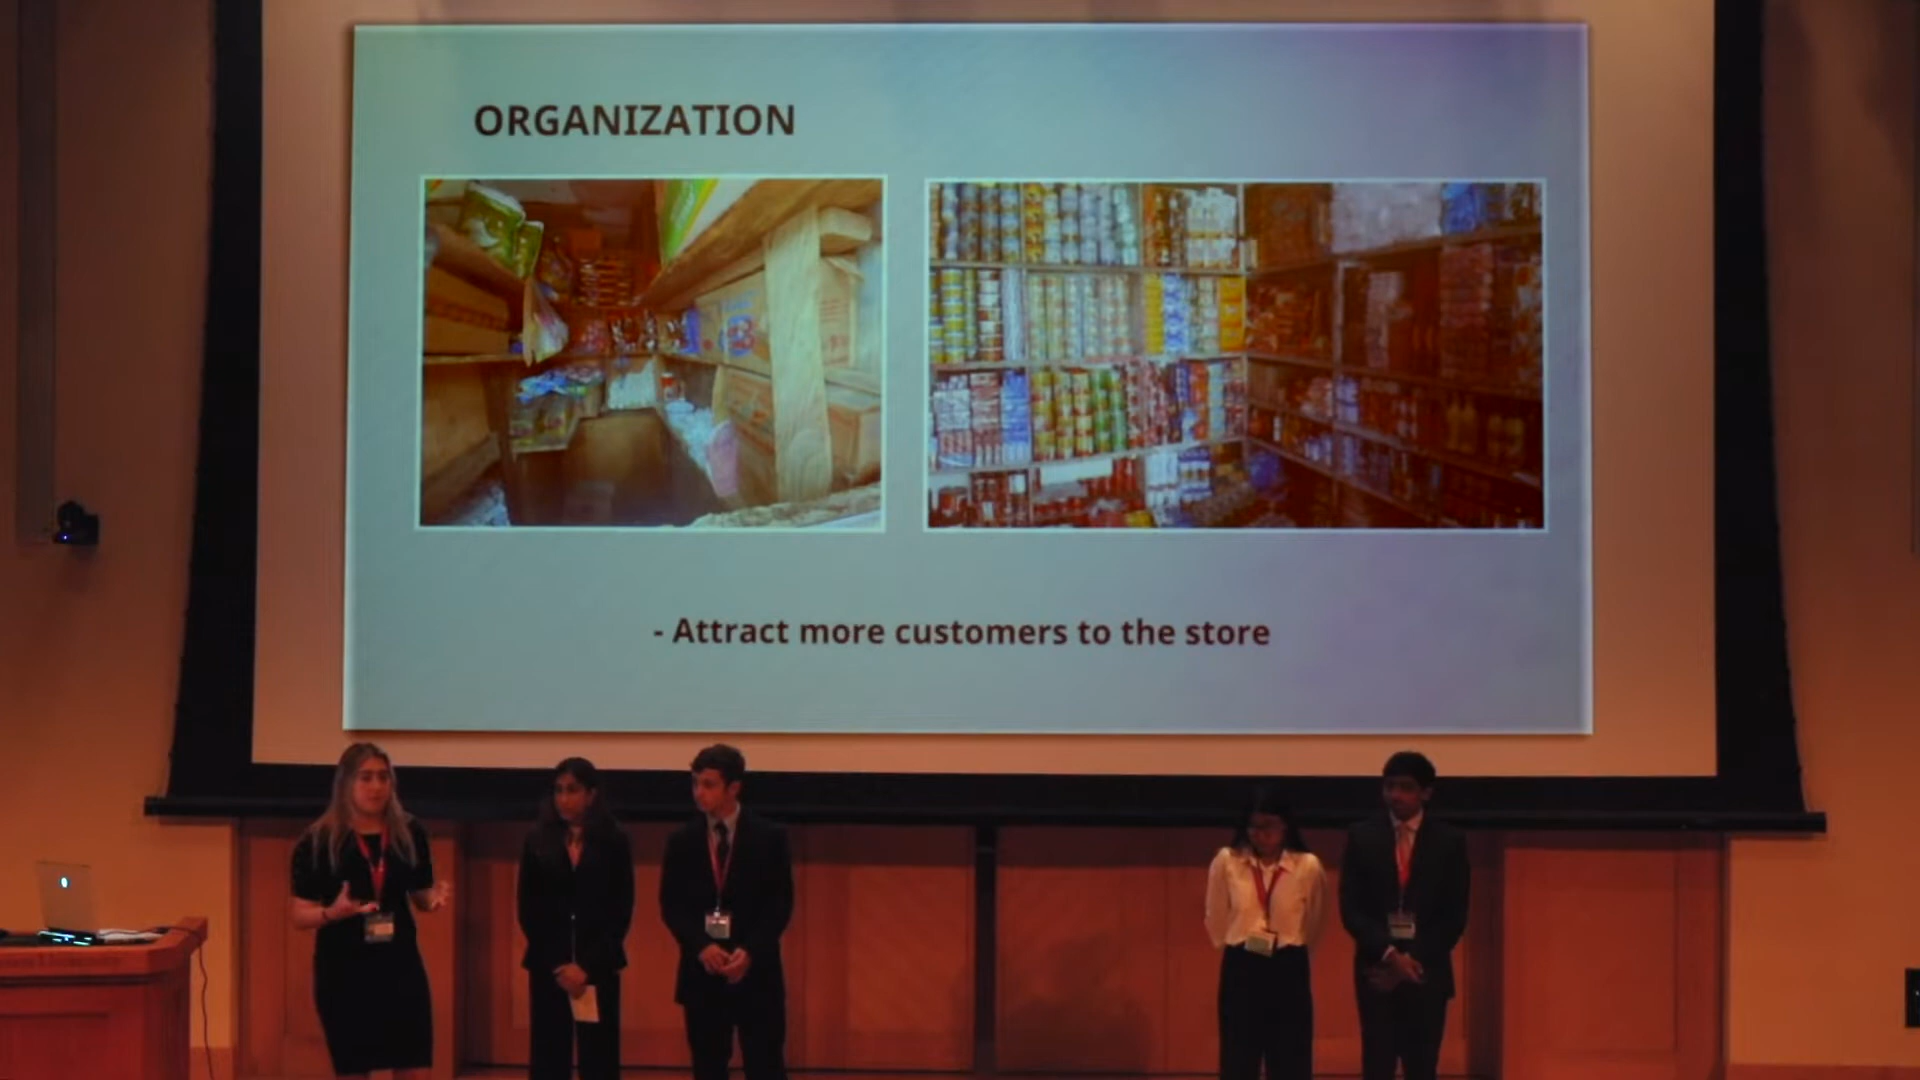 ORGANIZATION
- Attract more customers to the store